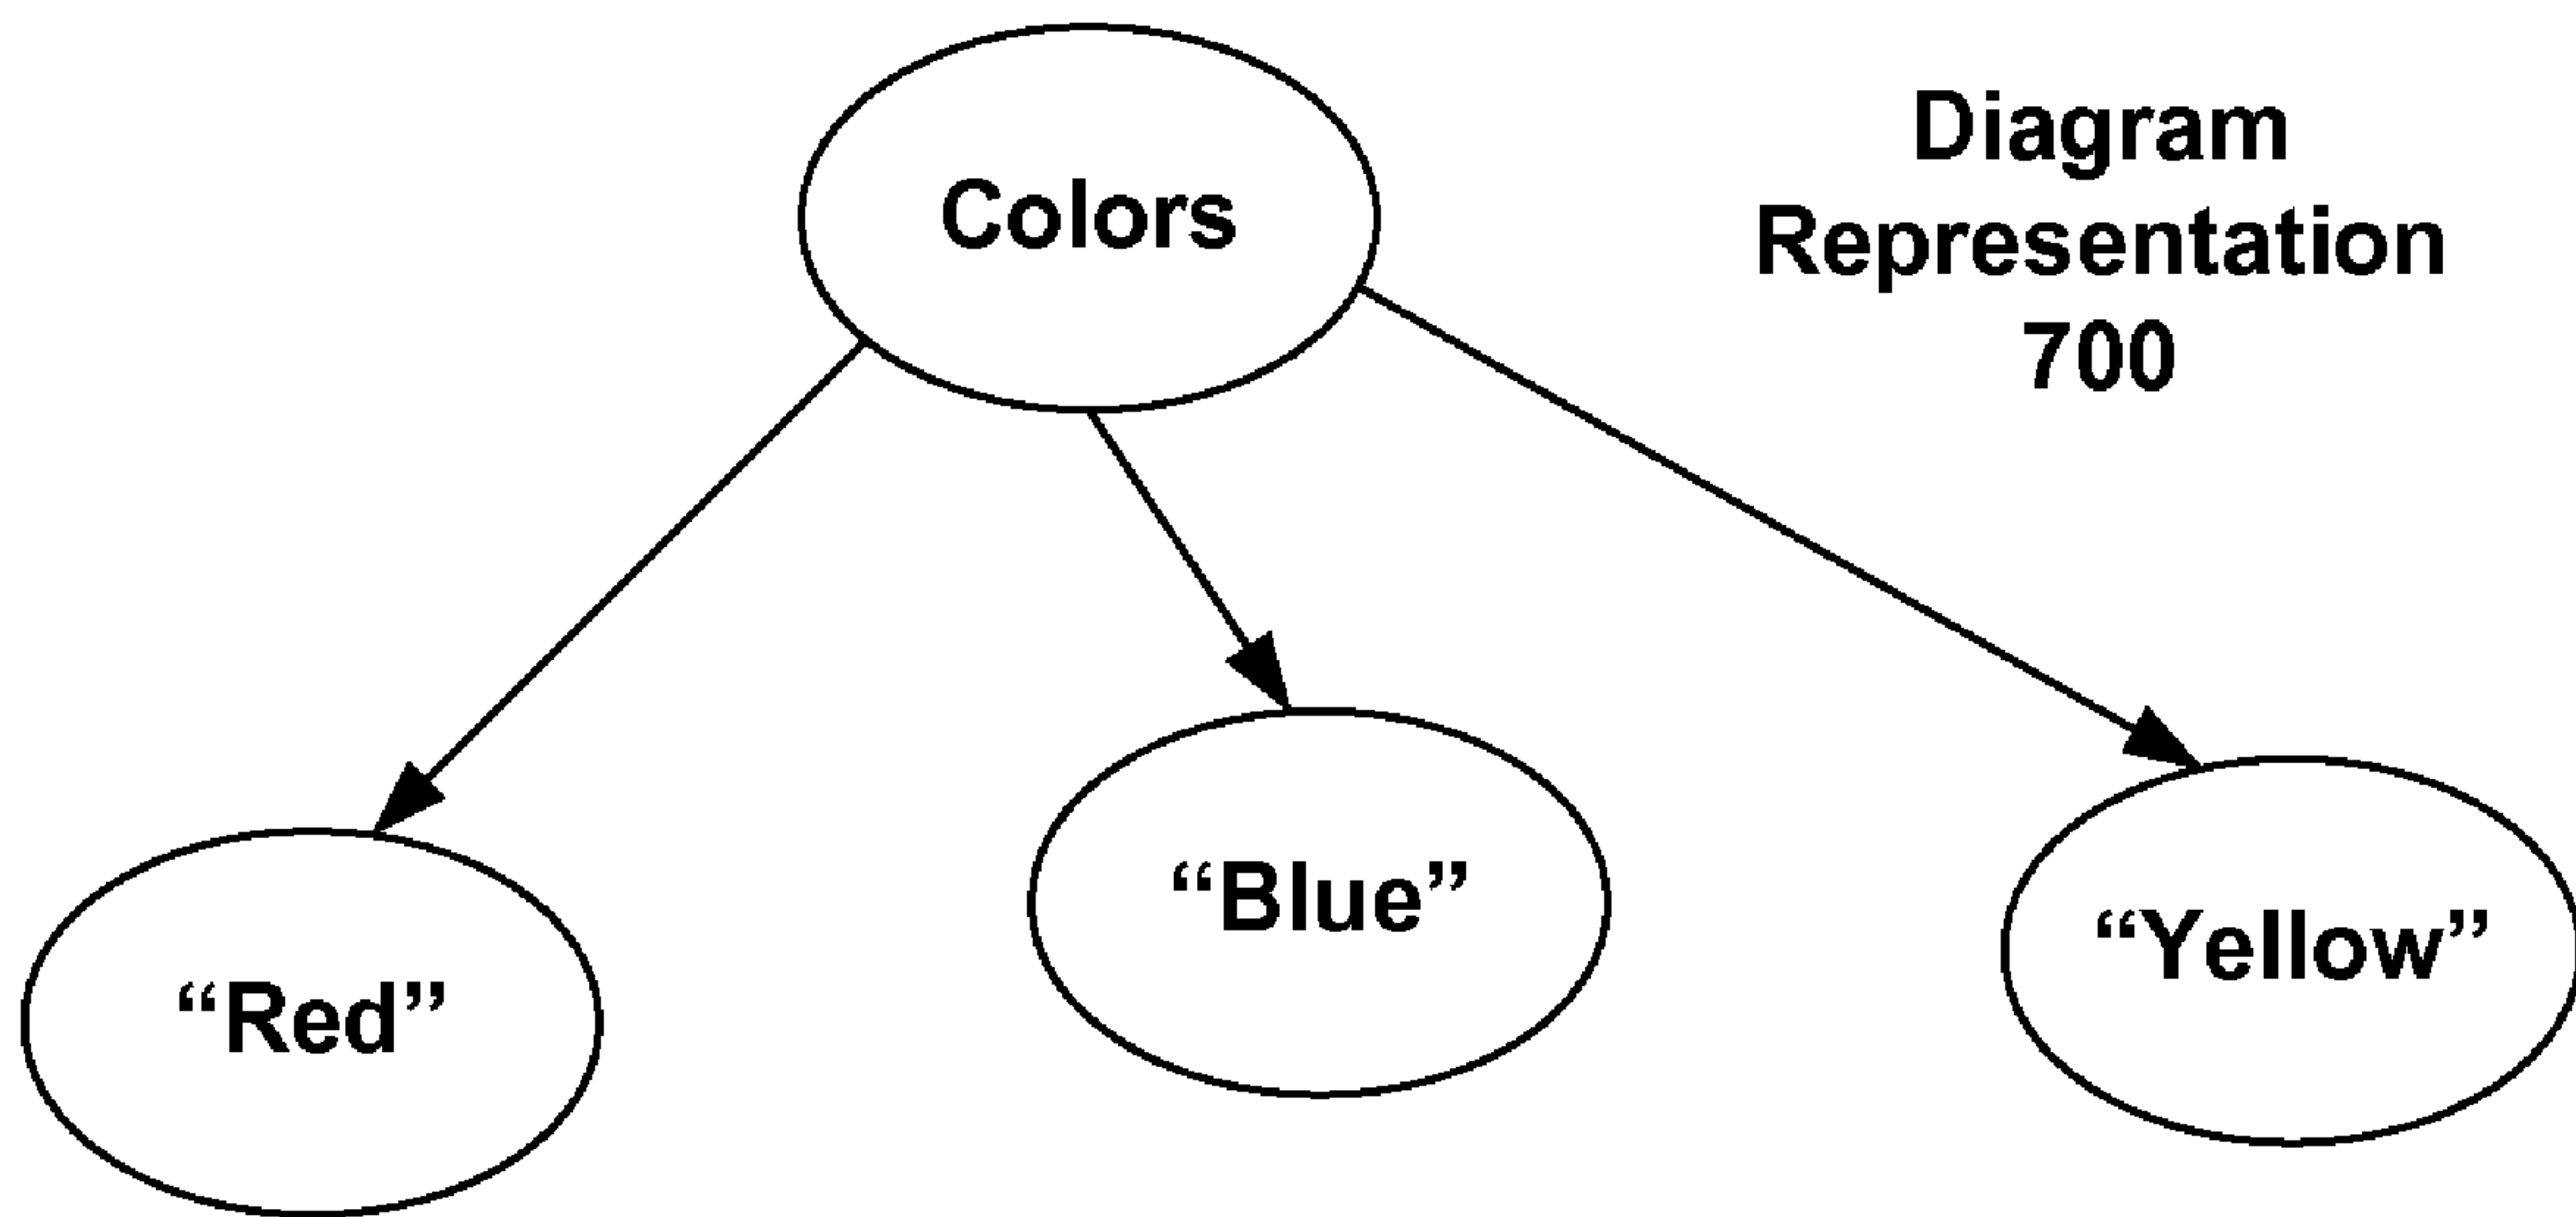 Colors
Diagram
Representation
700
“Red”
“Blue”
“Yellow”